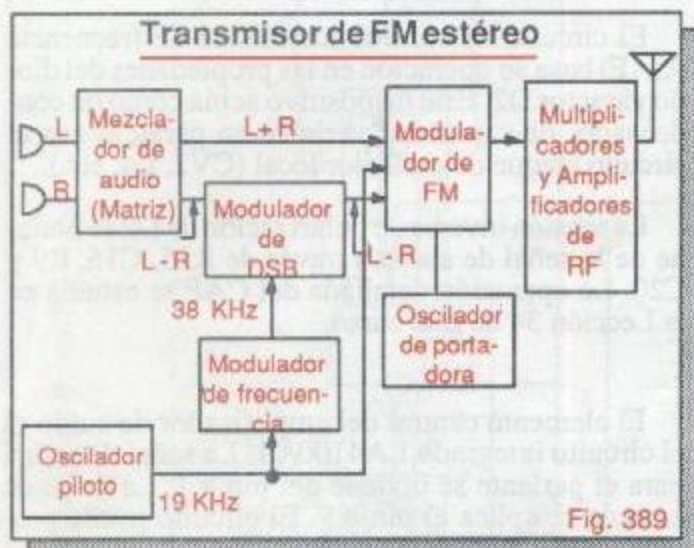 Transmisor de FM estéreo
L
R
Mezcla-
dor de
audio
(Matriz)
L+R
L - R
Modulador
de
DSB
L - R
Modula-
dor de
FM
Multipli-
cadores
y Ampli-
ficadores
de
RF
38 KHz
Modulador
de frecuen-
cia
Oscilador
de porta-
dora
Oscilador
piloto
19 KHz
Fig. 389